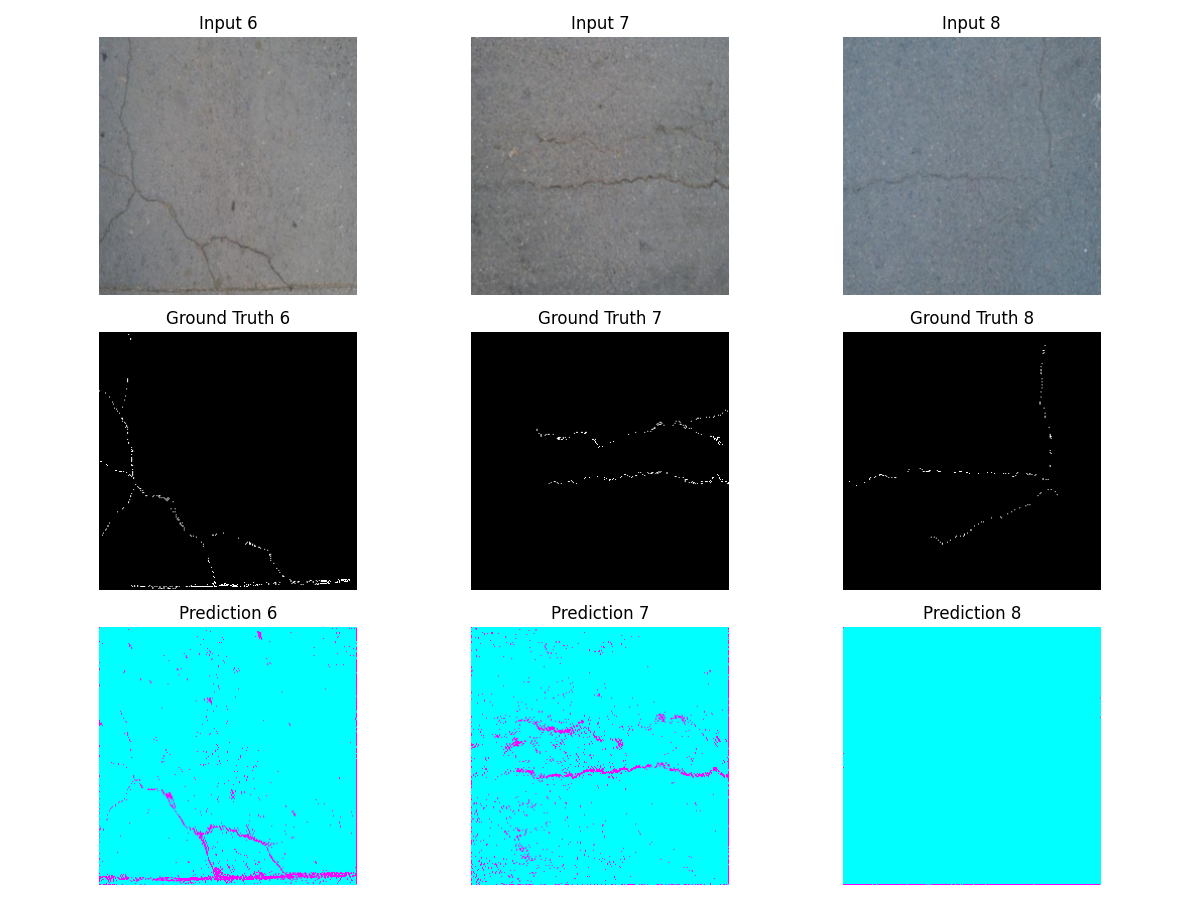 Input 6
Input 7
Input 8
Ground Truth 6
Ground Truth 7
Ground Truth 8
Prediction 6
Prediction 7
Prediction 8